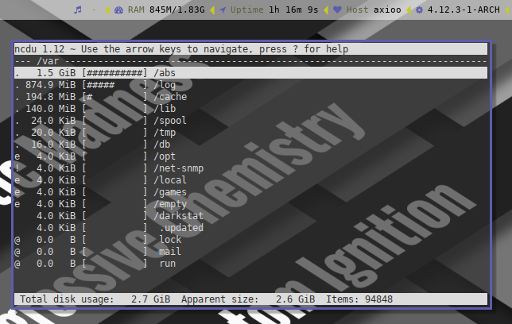 RAM 845M/1.83G Uptime 1h 16m 9s Host axioo 4.12.3-1-ARCH
ncdu 1.12 ~ Use the arrow keys to navigate, press ? for help
--- /var ---
. 1.5 GiB [##########] /abs
. 874.9 MiB [##### ] /log
. 194.8 MiB [# ] /cache
. 140.0 MiB [ ] /lib
. 24.0 KiB [ ] /spool
. 20.0 KiB [ ] /tmp
. 16.0 KiB [ ] /db
e 4.0 KiB [ ] /opt
! 4.0 KiB [ ] /net-snmp
e 4.0 KiB [ ] /local
e 4.0 KiB [ ] /games
e 4.0 KiB [ ] /empty
4.0 KiB [ ] /darkstat
4.0 KiB [ ] .updated
@ 0.0 B [ ] lock
@ 0.0 B [ ] mail
@ 0.0 B [ ] run
Total disk usage: 2.7 GiB Apparent size: 2.6 GiB Items: 94848
Madness
Chemistry
Ignition